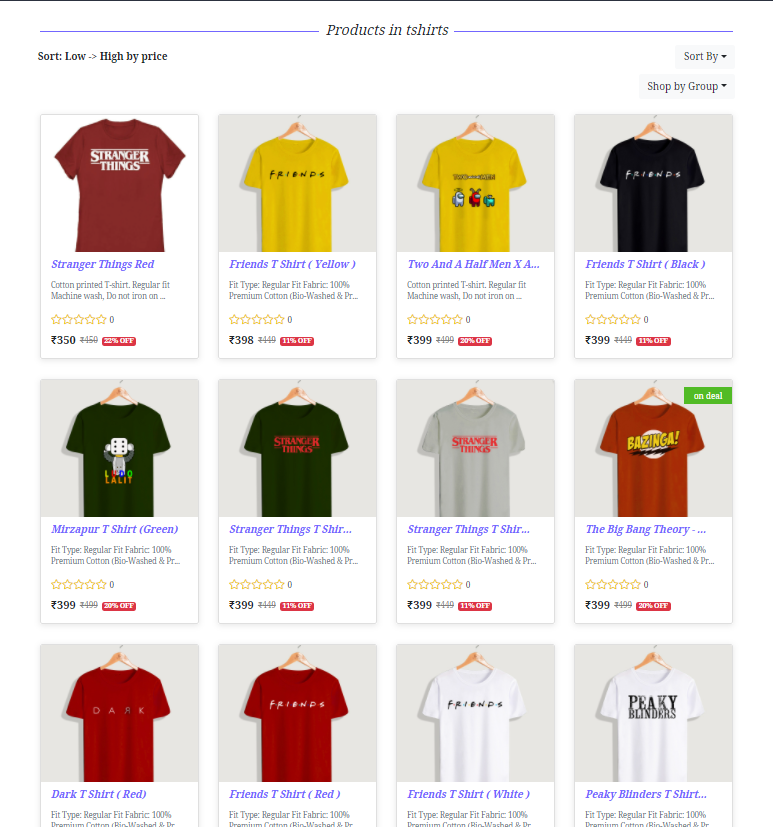 Products in tshirts
Sort: Low -> High by price
Sort By
Shop by Group
STRANGER
THINGS
FRIENDS
TWO AND A HALF MEN
FRIENDS
Stranger Things Red
Friends T Shirt ( Yellow )
Two And A Half Men X A...
Friends T Shirt ( Black )
Cotton printed T-shirt. Regular fit
Machine wash, Do not iron on ...
Fit Type: Regular Fit Fabric: 100%
Premium Cotton (Bio-Washed & Pr...
Cotton printed T-shirt. Regular fit
Machine wash, Do not iron on ...
Fit Type: Regular Fit Fabric: 100%
Premium Cotton (Bio-Washed & Pr...
0
0
0
0
₹350 ₹450 22% OFF
₹398 ₹449 11% OFF
₹399 ₹499 20% OFF
₹399 ₹449 11% OFF
LUDO
LALIT
STRANGER
THINGS
STRANGER
THINGS
on deal
BAZINGA!
Mirzapur T Shirt (Green)
Stranger Things T Shir...
Stranger Things T Shir...
The Big Bang Theory - ...
Fit Type: Regular Fit Fabric: 100%
Premium Cotton (Bio-Washed & Pr...
Fit Type: Regular Fit Fabric: 100%
Premium Cotton (Bio-Washed & Pr...
Fit Type: Regular Fit Fabric: 100%
Premium Cotton (Bio-Washed & Pr...
Fit Type: Regular Fit Fabric: 100%
Premium Cotton (Bio-Washed & Pr...
0
0
0
0
₹399 ₹499 20% OFF
₹399 ₹449 11% OFF
₹399 ₹449 11% OFF
₹399 ₹499 20% OFF
DARK
FRIENDS
FRIENDS
PEAKY
BLINDERS
Dark T Shirt ( Red)
Friends T Shirt ( Red )
Friends T Shirt ( White )
Peaky Blinders T Shirt...
Fit Type: Regular Fit Fabric: 100%
Premium Cotton (Bio-Washed & Pr...
Fit Type: Regular Fit Fabric: 100%
Premium Cotton (Bio-Washed & Pr...
Fit Type: Regular Fit Fabric: 100%
Premium Cotton (Bio-Washed & Pr...
Fit Type: Regular Fit Fabric: 100%
Premium Cotton (Bio-Washed & Pr...